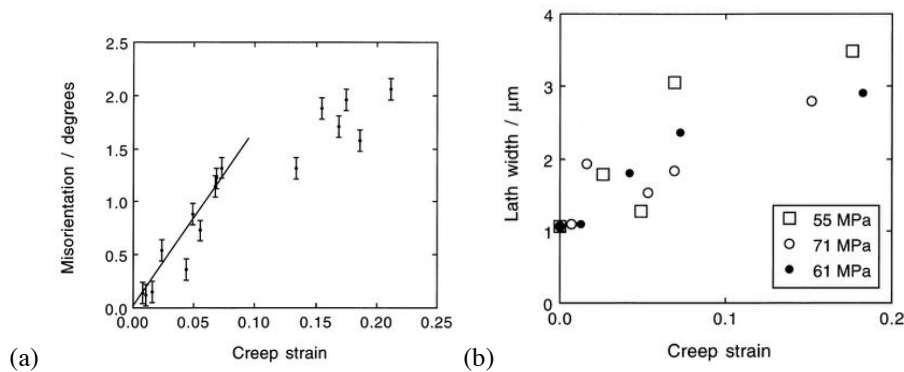 2.5
2.0
1.5
1.0
0.5
0.0
0.00
0.05
0.10
0.15
0.20
0.25
Misorientation / degrees
Creep strain
(a)
4
3
2
1
0
0.0
0.1
0.2
Lath width / μm
Creep strain
55 MPa
71 MPa
61 MPa
(b)